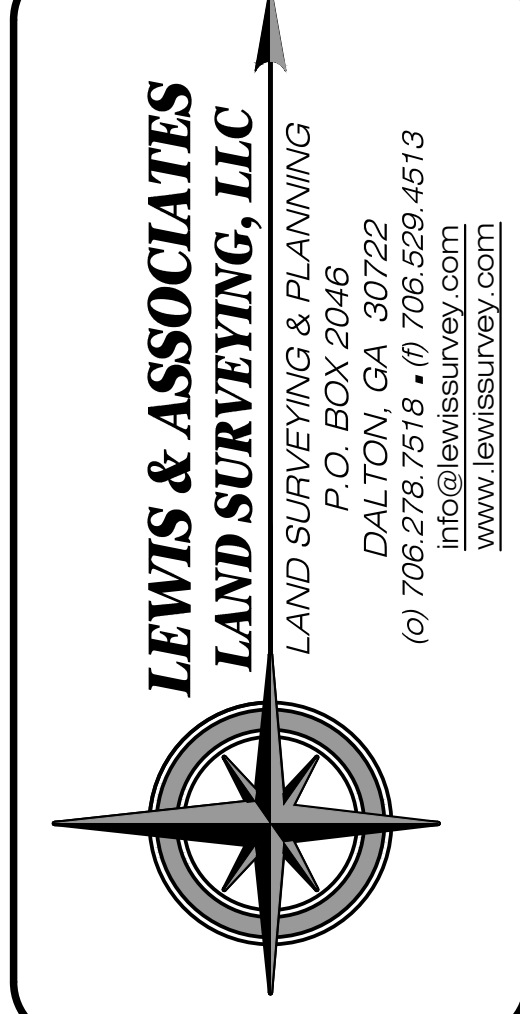 LEWIS & ASSOCIATES
LAND SURVEYING, LLC
LAND SURVEYING & PLANNING
P.O. BOX 2046
DALTON, GA 30722
(o) 706.278.7518 ▪ (f) 706.529.4513
info@lewissurvey.com
www.lewissurvey.com